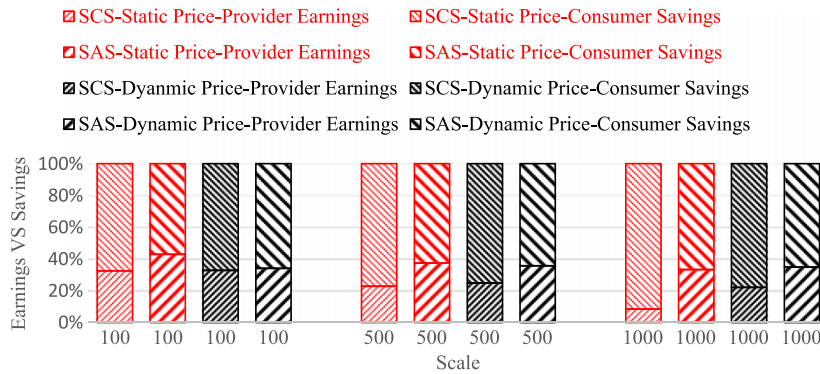 SCS-Static Price-Provider Earnings SCS-Static Price-Consumer Savings
SAS-Static Price-Provider Earnings SAS-Static Price-Consumer Savings
SCS-Dyanmic Price-Provider Earnings SCS-Dynamic Price-Consumer Savings
SAS-Dynamic Price-Provider Earnings SAS-Dynamic Price-Consumer Savings
Earnings VS Savings
100%
80%
60%
40%
20%
0%
100 100 100 100 500 500 500 500 1000 1000 1000 1000
Scale